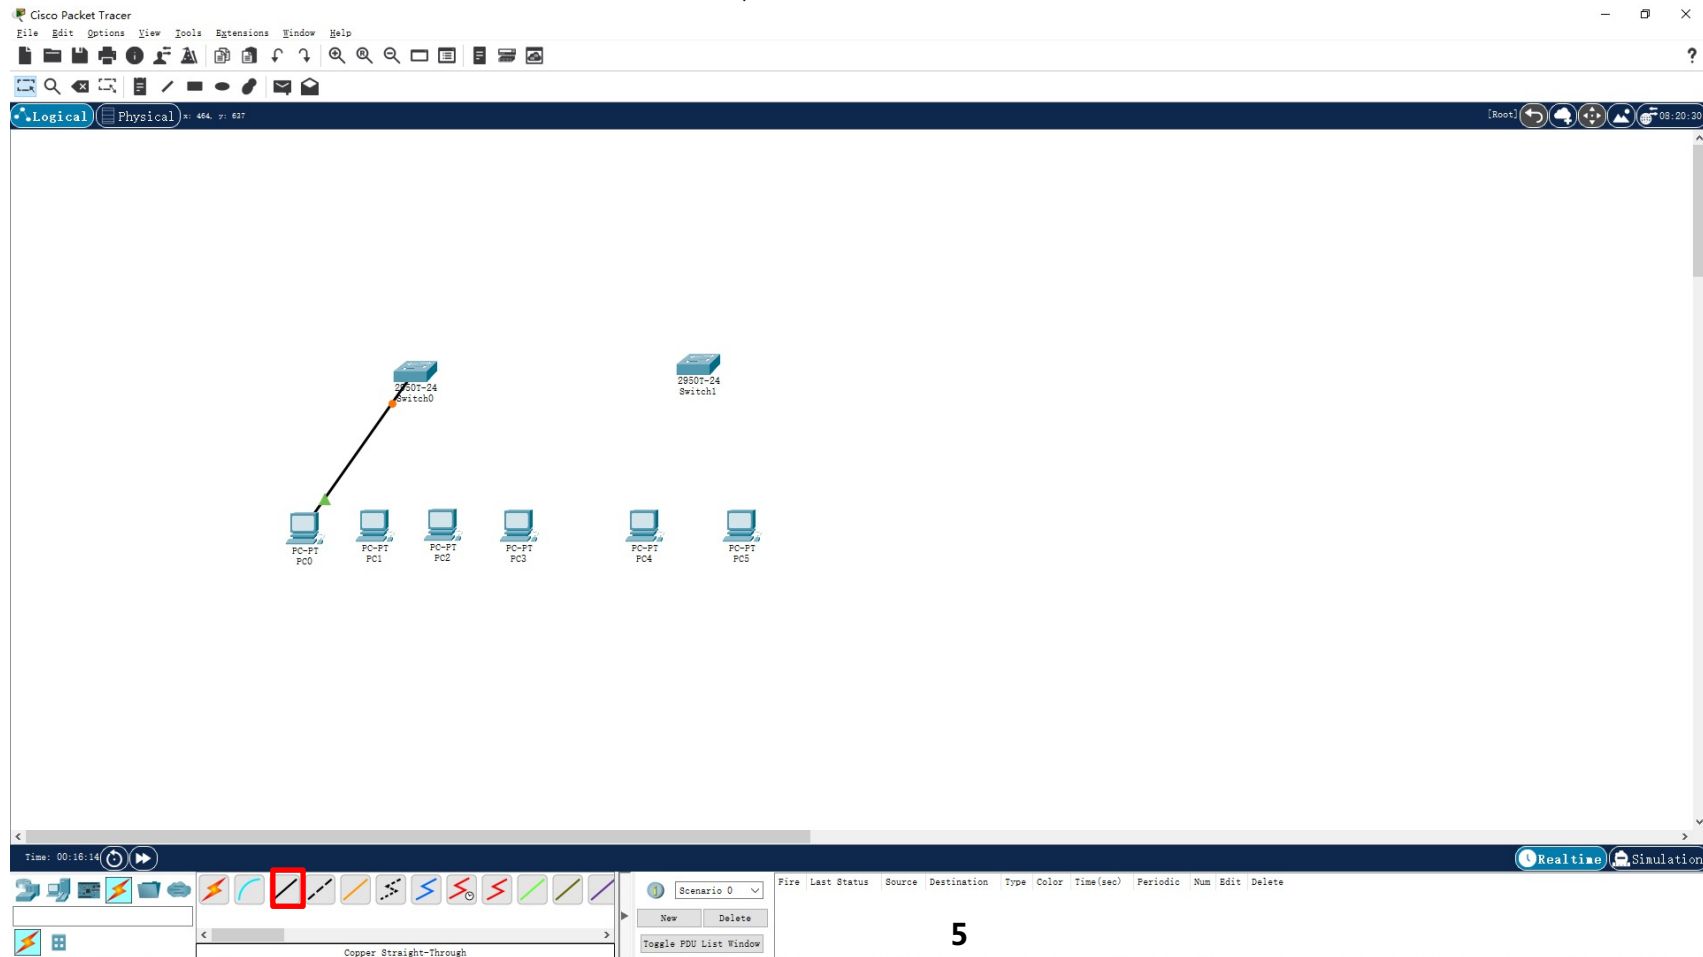 Cisco Packet Tracer
File Edit Options View Tools Extensions Window Help
?
Logical Physical x: 464, y: 637 [Root] 08:20:30
2950T-24
Switch0
2950T-24
Switch1
PC-PT
PC0
PC-PT
PC1
PC-PT
PC2
PC-PT
PC3
PC-PT
PC4
PC-PT
PC5
Time: 00:16:14 Realtime Simulation
Scenario 0
New Delete
Toggle PDU List Window
Fire Last Status Source Destination Type Color Time(sec) Periodic Num Edit Delete
Copper Straight-Through
5